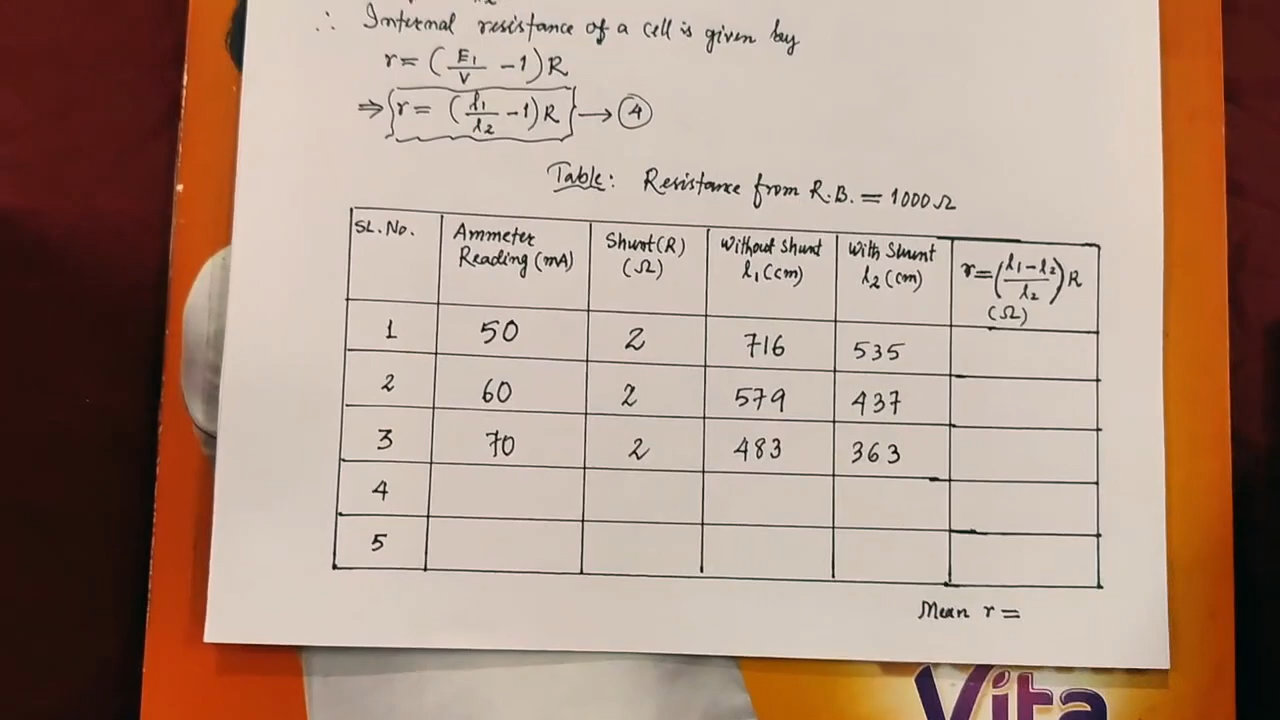 ∴ Internal resistance of a cell is given by
r = (E₁/V - 1) R
⇒ r = (l₁/l₂ - 1) R → (4)
Table: Resistance from R.B. = 1000 Ω
SL. No. Ammeter Reading (mA) Shunt (R) (Ω) Without Shunt l₁ (cm) With Shunt l₂ (cm) r = (l₁ - l₂/l₂) R (Ω)
1 50 2 716 535
2 60 2 579 437
3 70 2 483 363
4
5
Mean r =
Vita